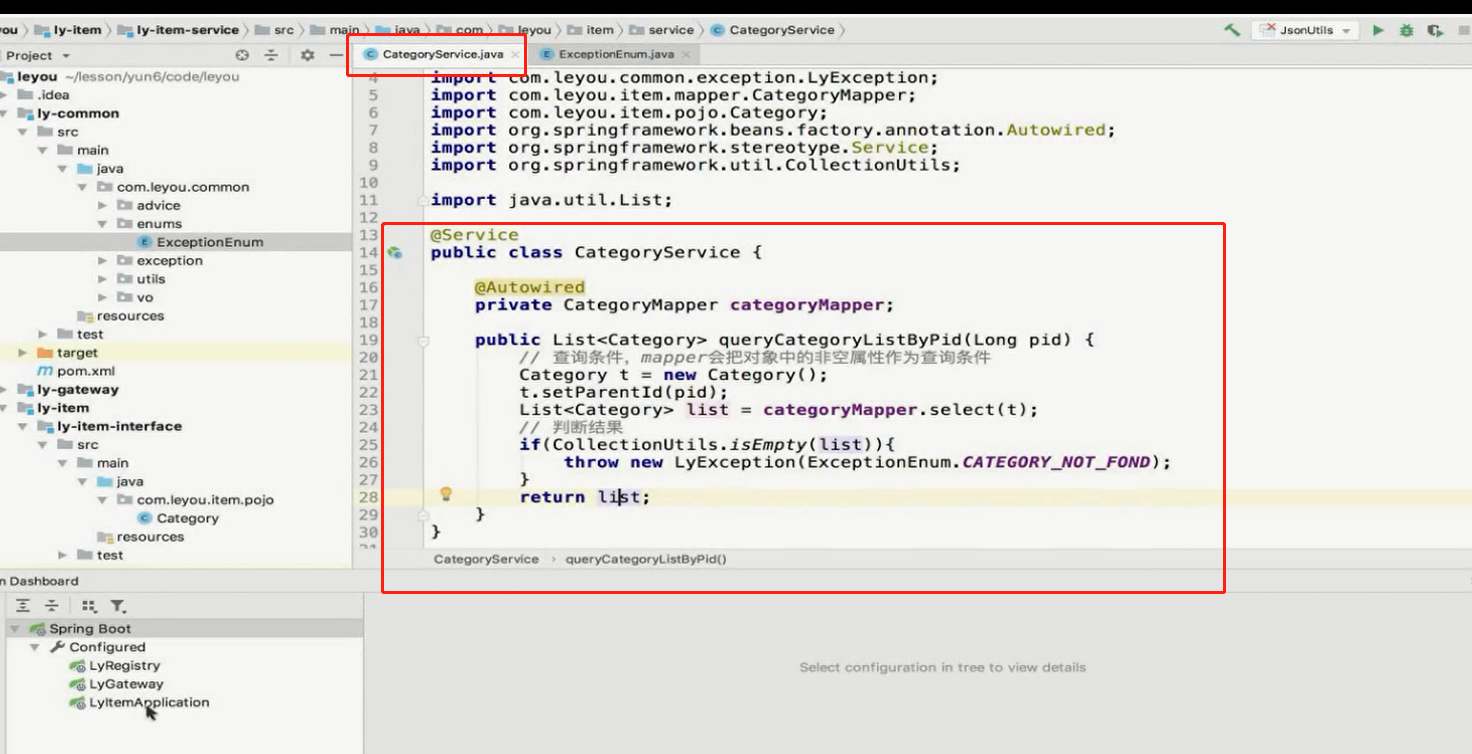 ou ly-item ly-item-service src main java com leyou item service CategoryService JsonUtils
Project CategoryService.java ExceptionEnum.java
leyou ~/lesson/yun6/code/leyou
.idea
ly-common
src
main
java
com.leyou.common
advice
enums
ExceptionEnum
exception
utils
vo
resources
test
target
pom.xml
ly-gateway
ly-item
ly-item-interface
src
main
java
com.leyou.item.pojo
Category
resources
test
4 import com.leyou.common.exception.LyException;
5 import com.leyou.item.mapper.CategoryMapper;
6 import com.leyou.item.pojo.Category;
7 import org.springframework.beans.factory.annotation.Autowired;
8 import org.springframework.stereotype.Service;
9 import org.springframework.util.CollectionUtils;
10
11 import java.util.List;
12
13 @Service
14 public class CategoryService {
15
16 @Autowired
17 private CategoryMapper categoryMapper;
18
19 public List<Category> queryCategoryListByPid(Long pid) {
20 // 查询条件，mapper会把对象中的非空属性作为查询条件
21 Category t = new Category();
22 t.setParentId(pid);
23 List<Category> list = categoryMapper.select(t);
24 // 判断结果
25 if(CollectionUtils.isEmpty(list)){
26 throw new LyException(ExceptionEnum.CATEGORY_NOT_FOND);
27 }
28 return list;
29 }
30 }
CategoryService › queryCategoryListByPid()
n Dashboard
Spring Boot
Configured
LyRegistry
LyGateway
LyItemApplication
Select configuration in tree to view details